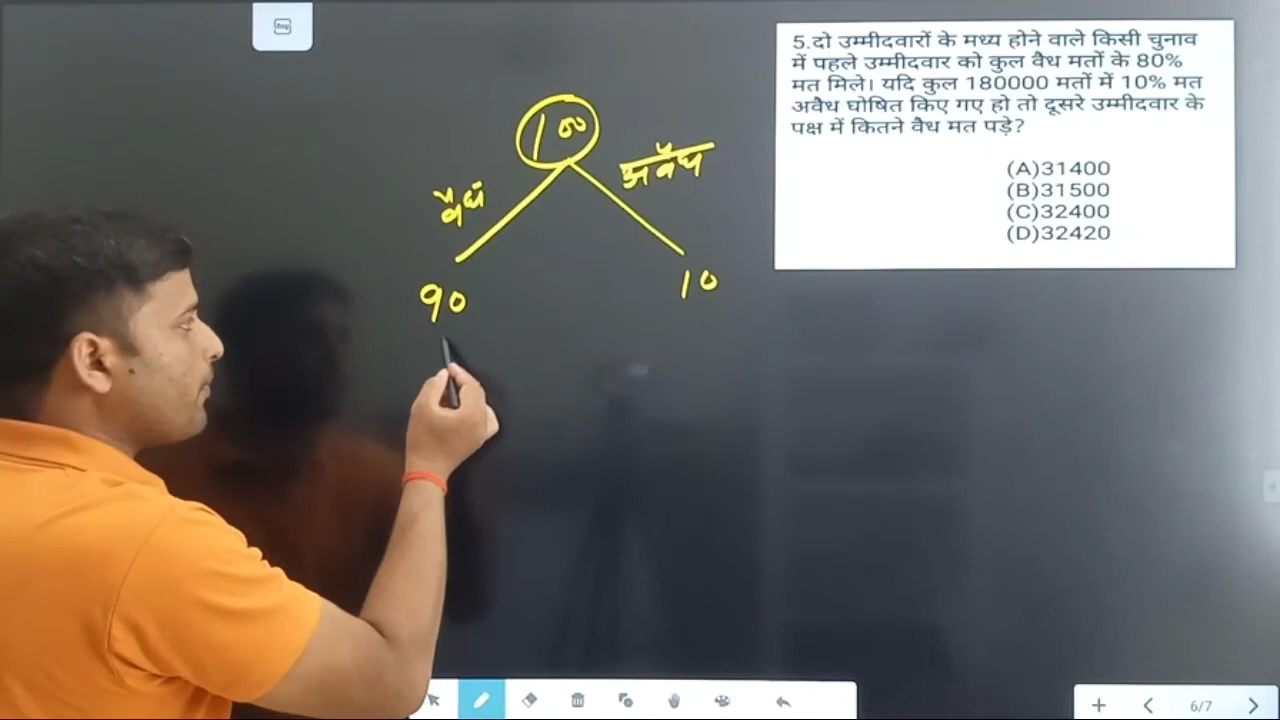 5.दो उम्मीदवारों के मध्य होने वाले किसी चुनाव
में पहले उम्मीदवार को कुल वैध मतों के 80%
मत मिले। यदि कुल 180000 मतों में 10% मत
अवैध घोषित किए गए हो तो दूसरे उम्मीदवार के
पक्ष में कितने वैध मत पड़े?
(A)31400
(B)31500
(C)32400
(D)32420
100
वैध
अवैध
90
10
6/7